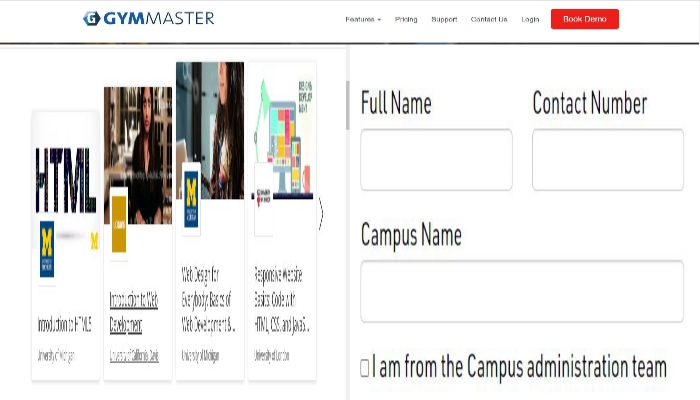 GYMMASTER
Features Pricing Support Contact Us Login Book Demo
HTML
Introduction to HTML5
University of Michigan
Introduction to Web
Development
University of California, Davis
Web Design for
Everybody: Basics of
Web Development &...
University of Michigan
Responsive Website
Basics: Code with
HTML, CSS, and JavaS...
University of London
Full Name
Contact Number
Campus Name
I am from the Campus administration team